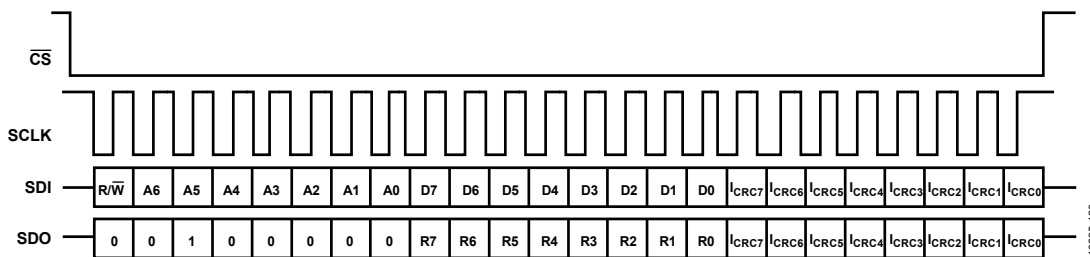 CS
SCLK
SDI R/W A6 A5 A4 A3 A2 A1 A0 D7 D6 D5 D4 D3 D2 D1 D0 ICRC7 ICRC6 ICRC5 ICRC4 ICRC3 ICRC2 ICRC1 ICRC0
SDO 0 0 1 0 0 0 0 0 R7 R6 R5 R4 R3 R2 R1 R0 ICRC7 ICRC6 ICRC5 ICRC4 ICRC3 ICRC2 ICRC1 ICRC0